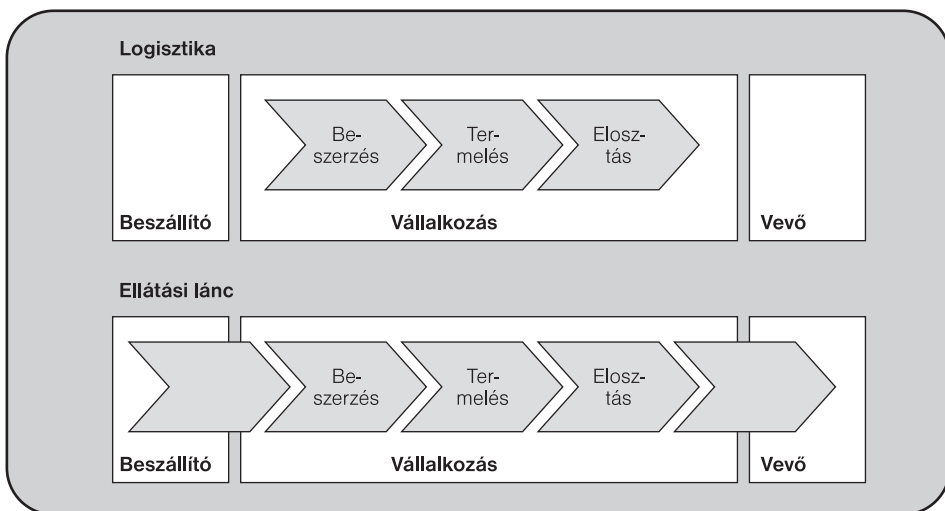 Logisztika
Be-
szerzés
Ter-
melés
Elosz-
tás
Beszállító
Vállalkozás
Vevő
Ellátási lánc
Be-
szerzés
Ter-
melés
Elosz-
tás
Beszállító
Vállalkozás
Vevő